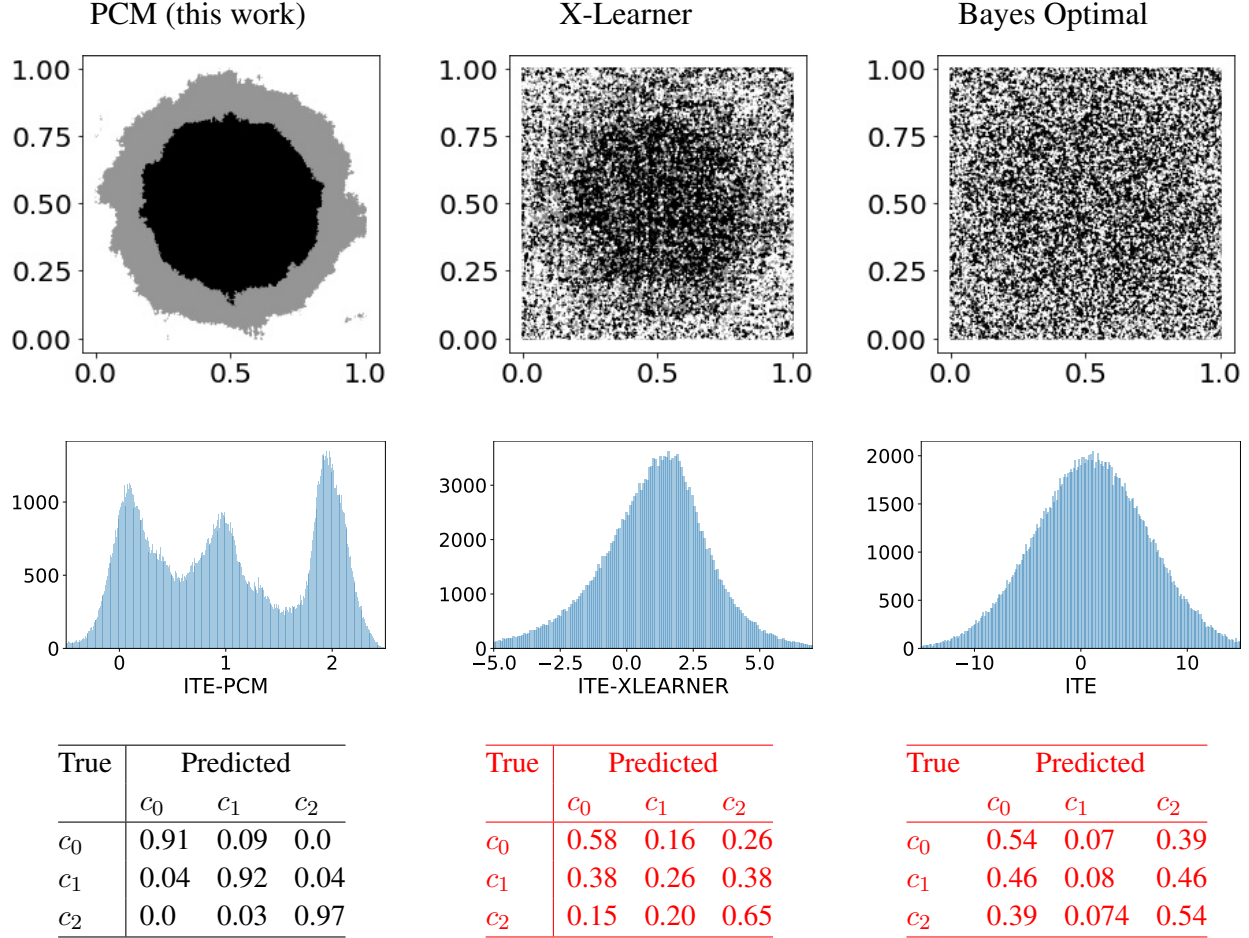 PCM (this work) X-Learner Bayes Optimal
1.00 1.00 1.00
0.75 0.75 0.75
0.50 0.50 0.50
0.25 0.25 0.25
0.00 0.00 0.00
0.0 0.5 1.0 0.0 0.5 1.0 0.0 0.5 1.0
1000 3000 2000
500 2000 1500
0 1000 1000
0 500
0
0 1 2 −5.0 −2.5 0.0 2.5 5.0 −10 0 10
ITE-PCM ITE-XLEARNER ITE
True Predicted True Predicted True Predicted
c0 c1 c2 c0 c1 c2 c0 c1 c2
c0 0.91 0.09 0.0 c0 0.58 0.16 0.26 c0 0.54 0.07 0.39
c1 0.04 0.92 0.04 c1 0.38 0.26 0.38 c1 0.46 0.08 0.46
c2 0.0 0.03 0.97 c2 0.15 0.20 0.65 c2 0.39 0.074 0.54